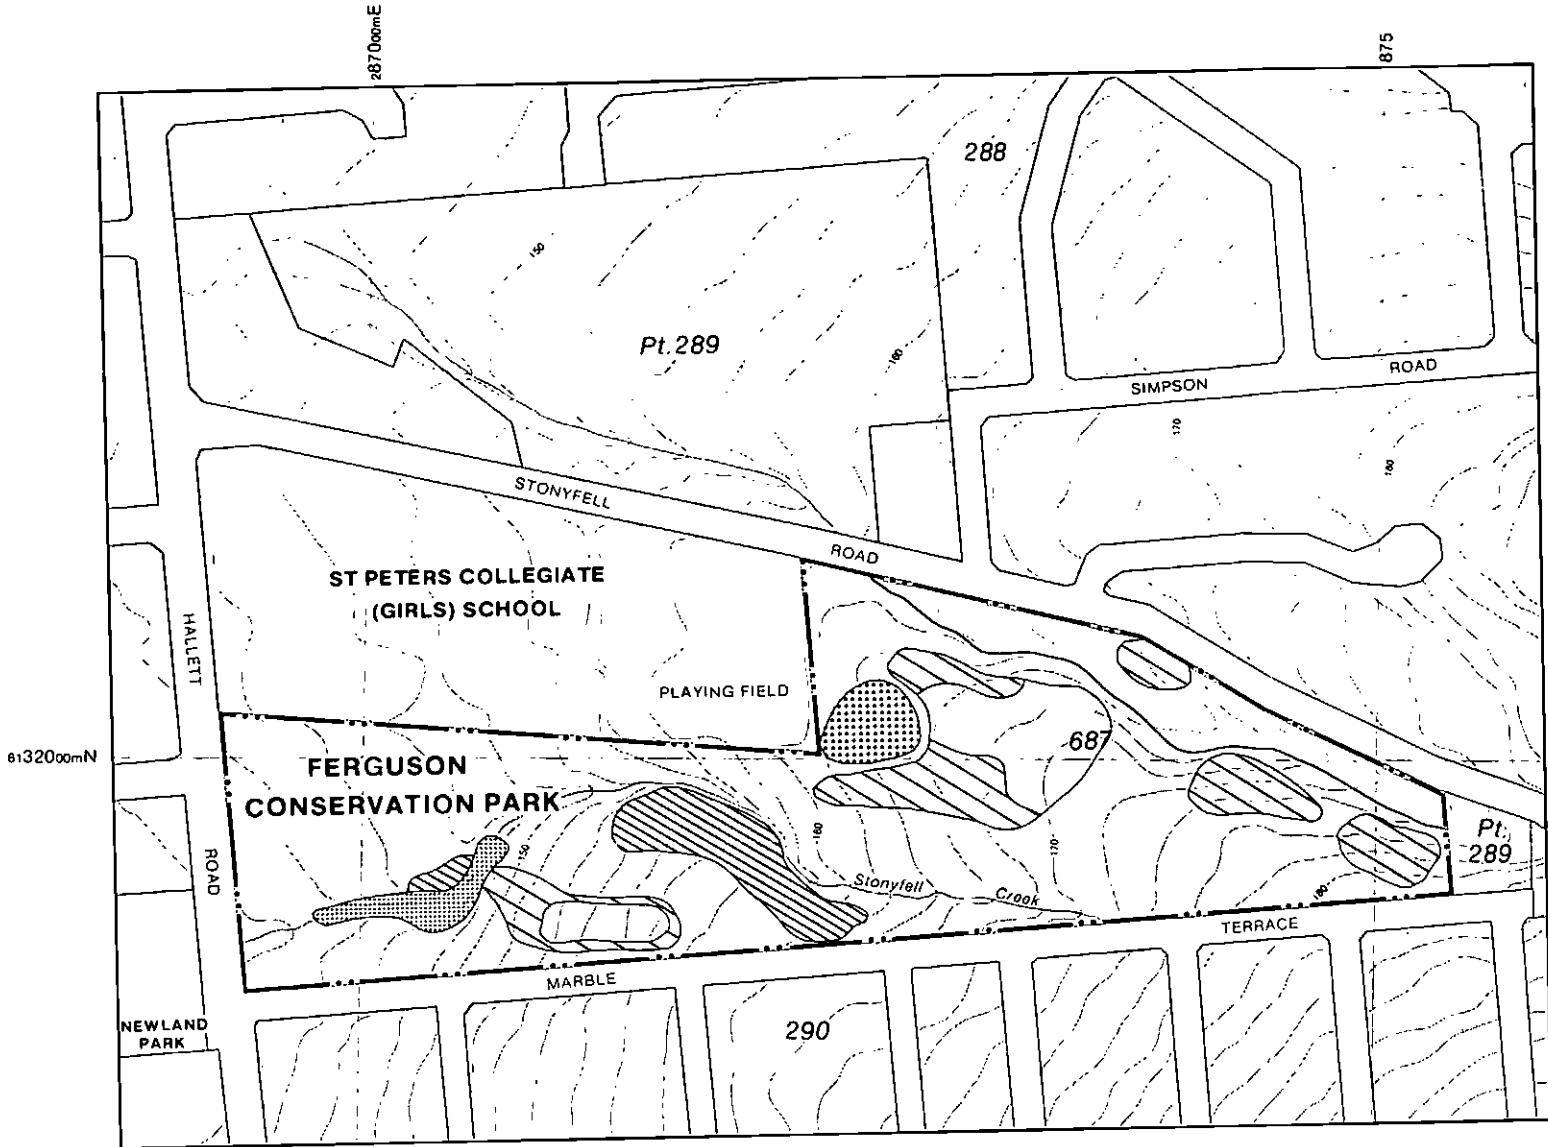 287000mE
875
288
150
Pt.289
160
SIMPSON
ROAD
170
180
STONYFELL
ROAD
ST PETERS COLLEGIATE
(GIRLS) SCHOOL
HALLETT
PLAYING FIELD
687
6132000mN
FERGUSON
CONSERVATION PARK
150
160
170
Pt.
289
ROAD
Stonyfell
Crook
180
TERRACE
MARBLE
NEWLAND
PARK
290